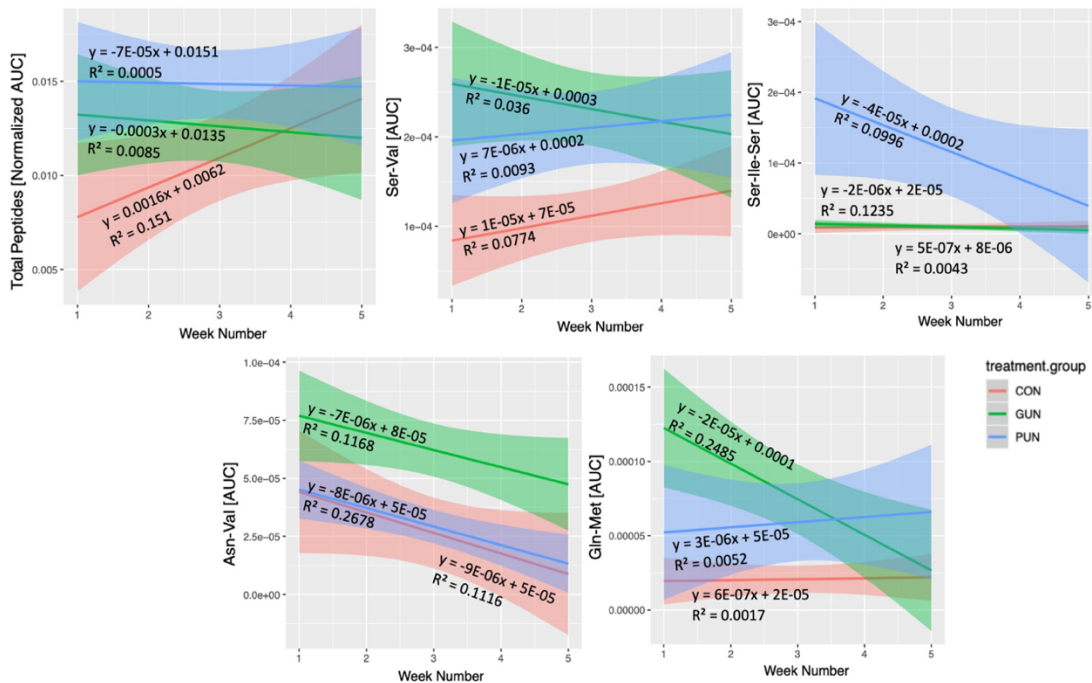 Total Peptides [Normalized AUC]
0.015
0.010
0.005
y = -7E-05x + 0.0151
R² = 0.0005
y = -0.0003x + 0.0135
R² = 0.0085
y = 0.0016x + 0.0062
R² = 0.151
1 2 3 4 5
Week Number
Ser-Val [AUC]
3e-04
2e-04
1e-04
y = -1E-05x + 0.0003
R² = 0.036
y = 7E-06x + 0.0002
R² = 0.0093
y = 1E-05x + 7E-05
R² = 0.0774
1 2 3 4 5
Week Number
Ser-Ile-Ser [AUC]
3e-04
2e-04
1e-04
0e+00
y = -4E-05x + 0.0002
R² = 0.0996
y = -2E-06x + 2E-05
R² = 0.1235
y = 5E-07x + 8E-06
R² = 0.0043
1 2 3 4 5
Week Number
Asn-Val [AUC]
1.0e-04
7.5e-05
5.0e-05
2.5e-05
0.0e+00
y = -7E-06x + 8E-05
R² = 0.1168
y = -8E-06x + 5E-05
R² = 0.2678
y = -9E-06x + 5E-05
R² = 0.1116
1 2 3 4 5
Week Number
Gln-Met [AUC]
0.00015
0.00010
0.00005
0.00000
y = -2E-05x + 0.0001
R² = 0.2485
y = 3E-06x + 5E-05
R² = 0.0052
y = 6E-07x + 2E-05
R² = 0.0017
1 2 3 4 5
Week Number
treatment.group
CON
GUN
PUN